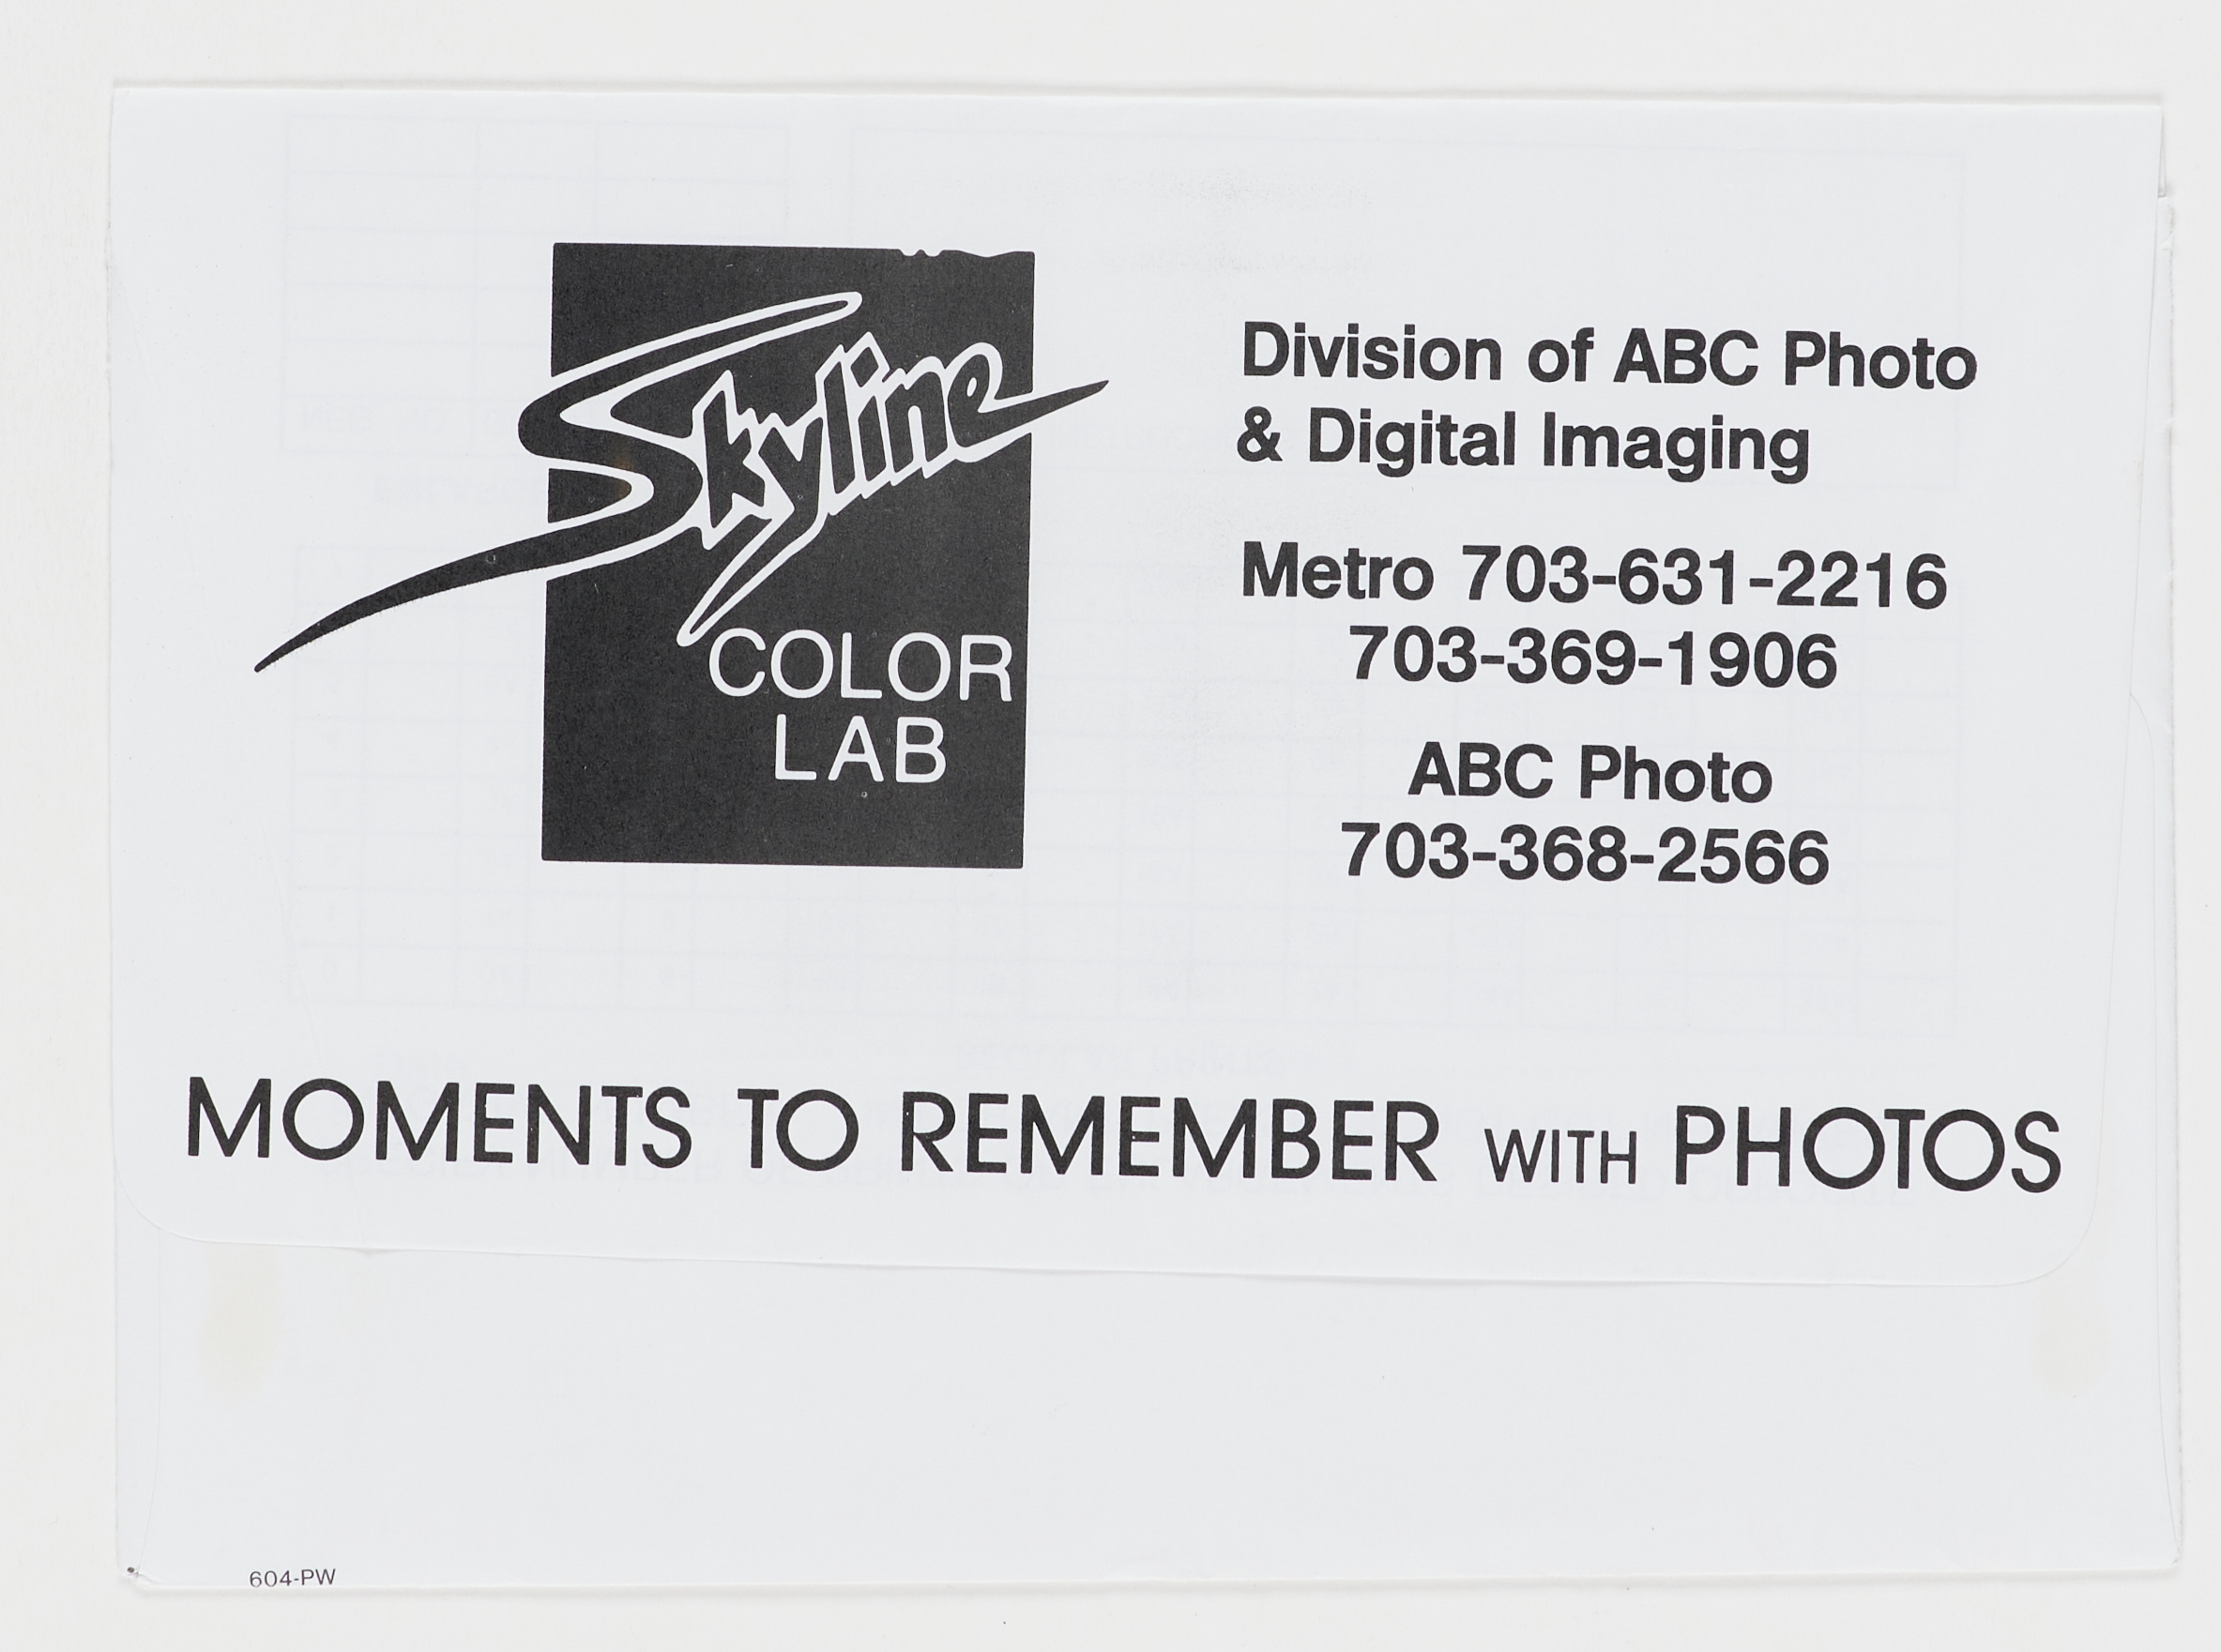 Skyline
COLOR
LAB
Division of ABC Photo
& Digital Imaging
Metro 703-631-2216
703-369-1906
ABC Photo
703-368-2566
MOMENTS TO REMEMBER WITH PHOTOS
604-PW